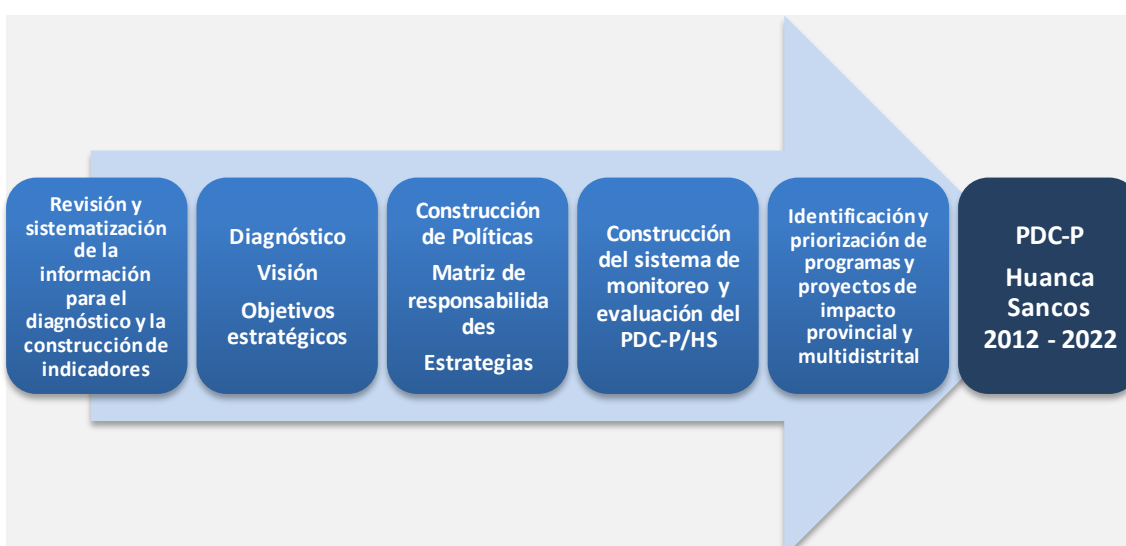 Revisión y
sistematización
de la
información
para el
diagnóstico y la
construcción de
indicadores
Diagnóstico
Visión
Objetivos
estratégicos
Construcción
de Políticas
Matriz de
responsabilida
des
Estrategias
Construcción
del sistema de
monitoreo y
evaluación del
PDC-P/HS
Identificación y
priorización de
programas y
proyectos de
impacto
provincial y
multidistrital
PDC-P
Huanca
Sancos
2012 - 2022